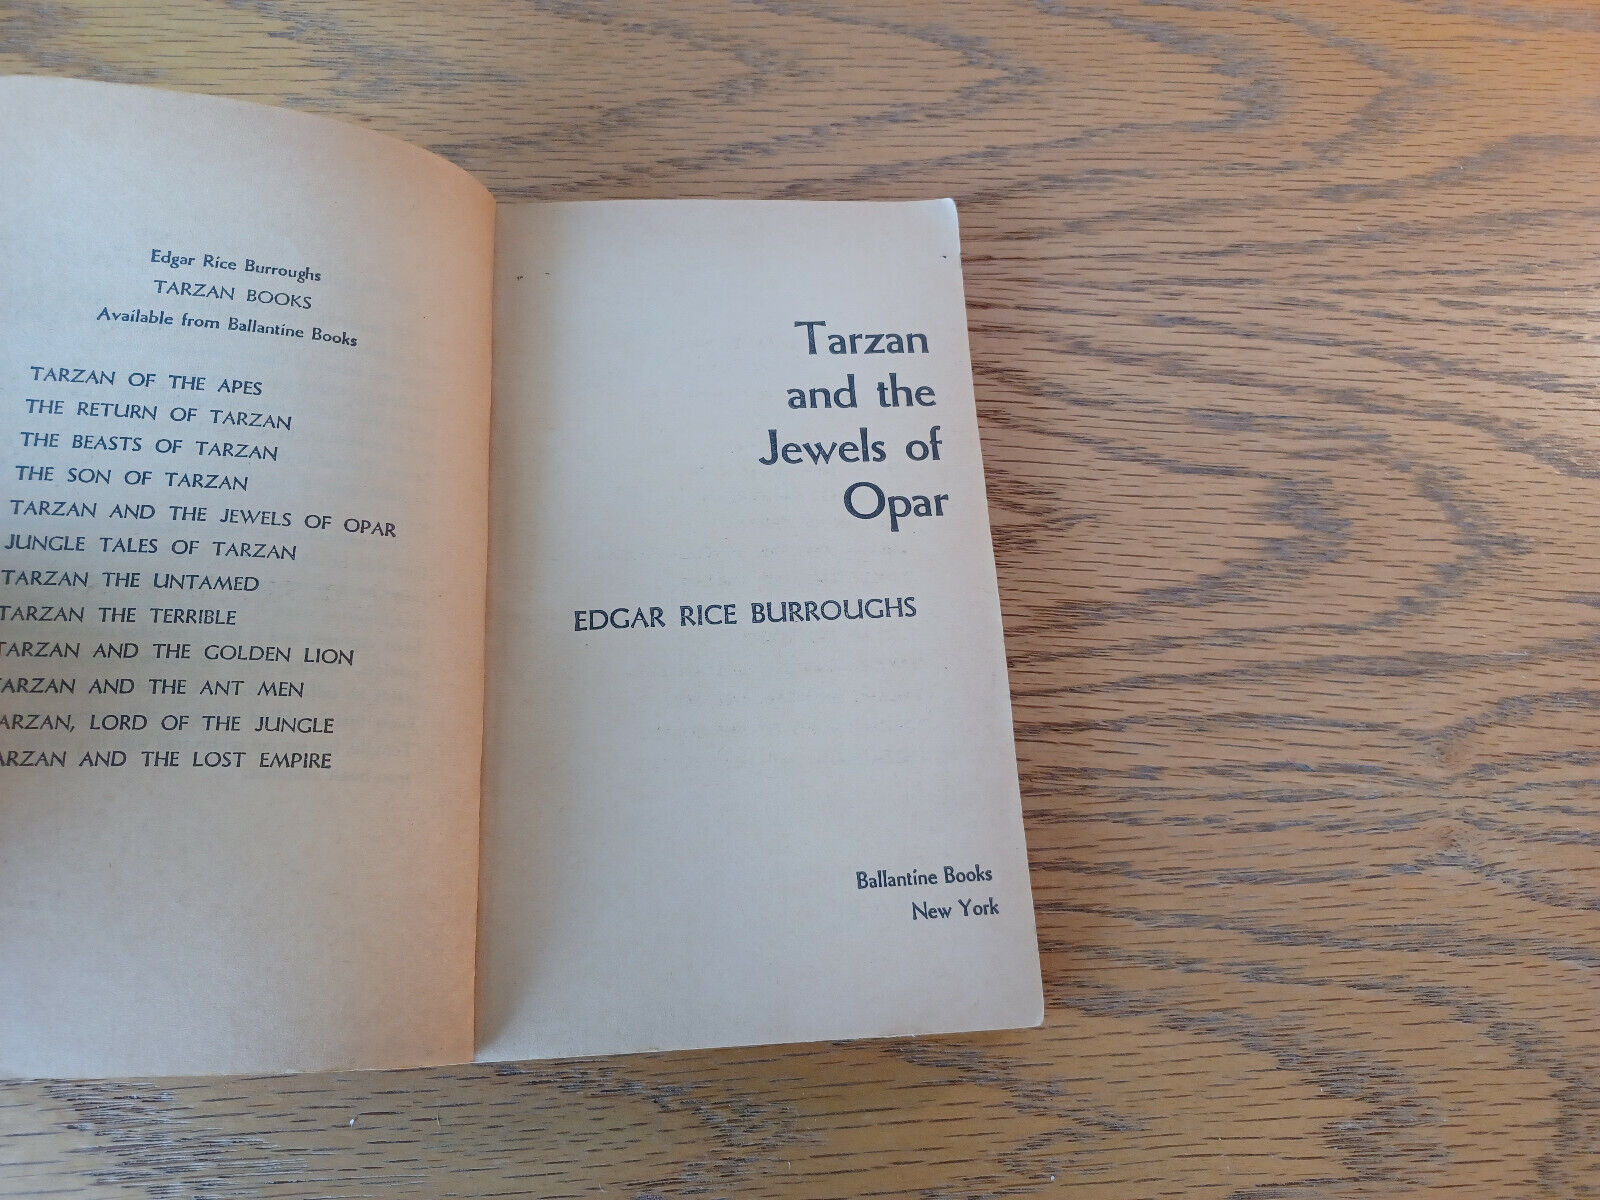 Edgar Rice Burroughs
TARZAN BOOKS
Available from Ballantine Books
TARZAN OF THE APES
THE RETURN OF TARZAN
THE BEASTS OF TARZAN
THE SON OF TARZAN
TARZAN AND THE JEWELS OF OPAR
JUNGLE TALES OF TARZAN
TARZAN THE UNTAMED
TARZAN THE TERRIBLE
TARZAN AND THE GOLDEN LION
TARZAN AND THE ANT MEN
ARZAN, LORD OF THE JUNGLE
ARZAN AND THE LOST EMPIRE
Tarzan
and the
Jewels of
Opar
EDGAR RICE BURROUGHS
Ballantine Books
New York